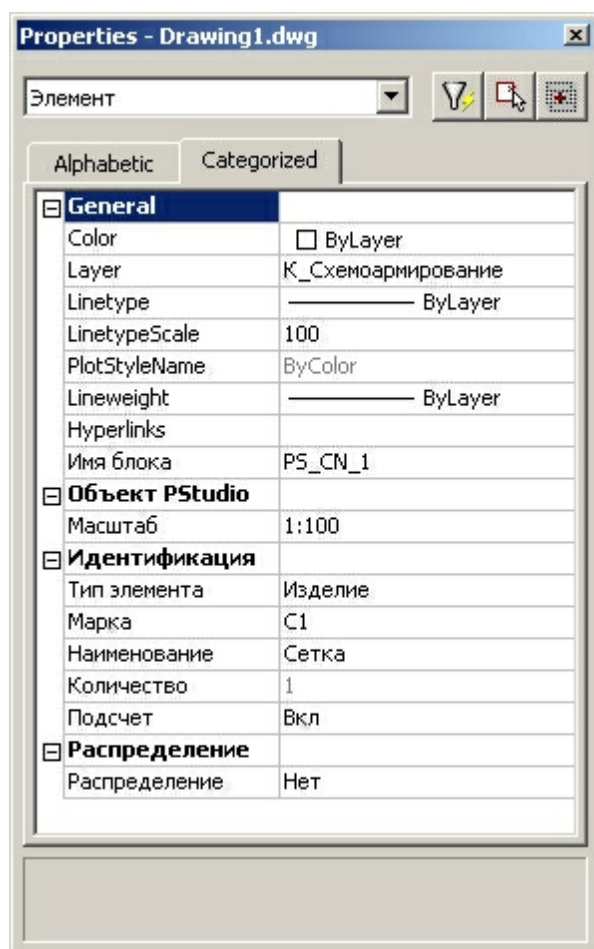 Properties - Drawing1.dwg
Элемент
Alphabetic Categorized
General
Color ByLayer
Layer К_Схемоармирование
Linetype ByLayer
LinetypeScale 100
PlotStyleName ByColor
Lineweight ByLayer
Hyperlinks
Имя блока PS_CN_1
Объект PStudio
Масштаб 1:100
Идентификация
Тип элемента Изделие
Марка С1
Наименование Сетка
Количество 1
Подсчет Вкл
Распределение
Распределение Нет